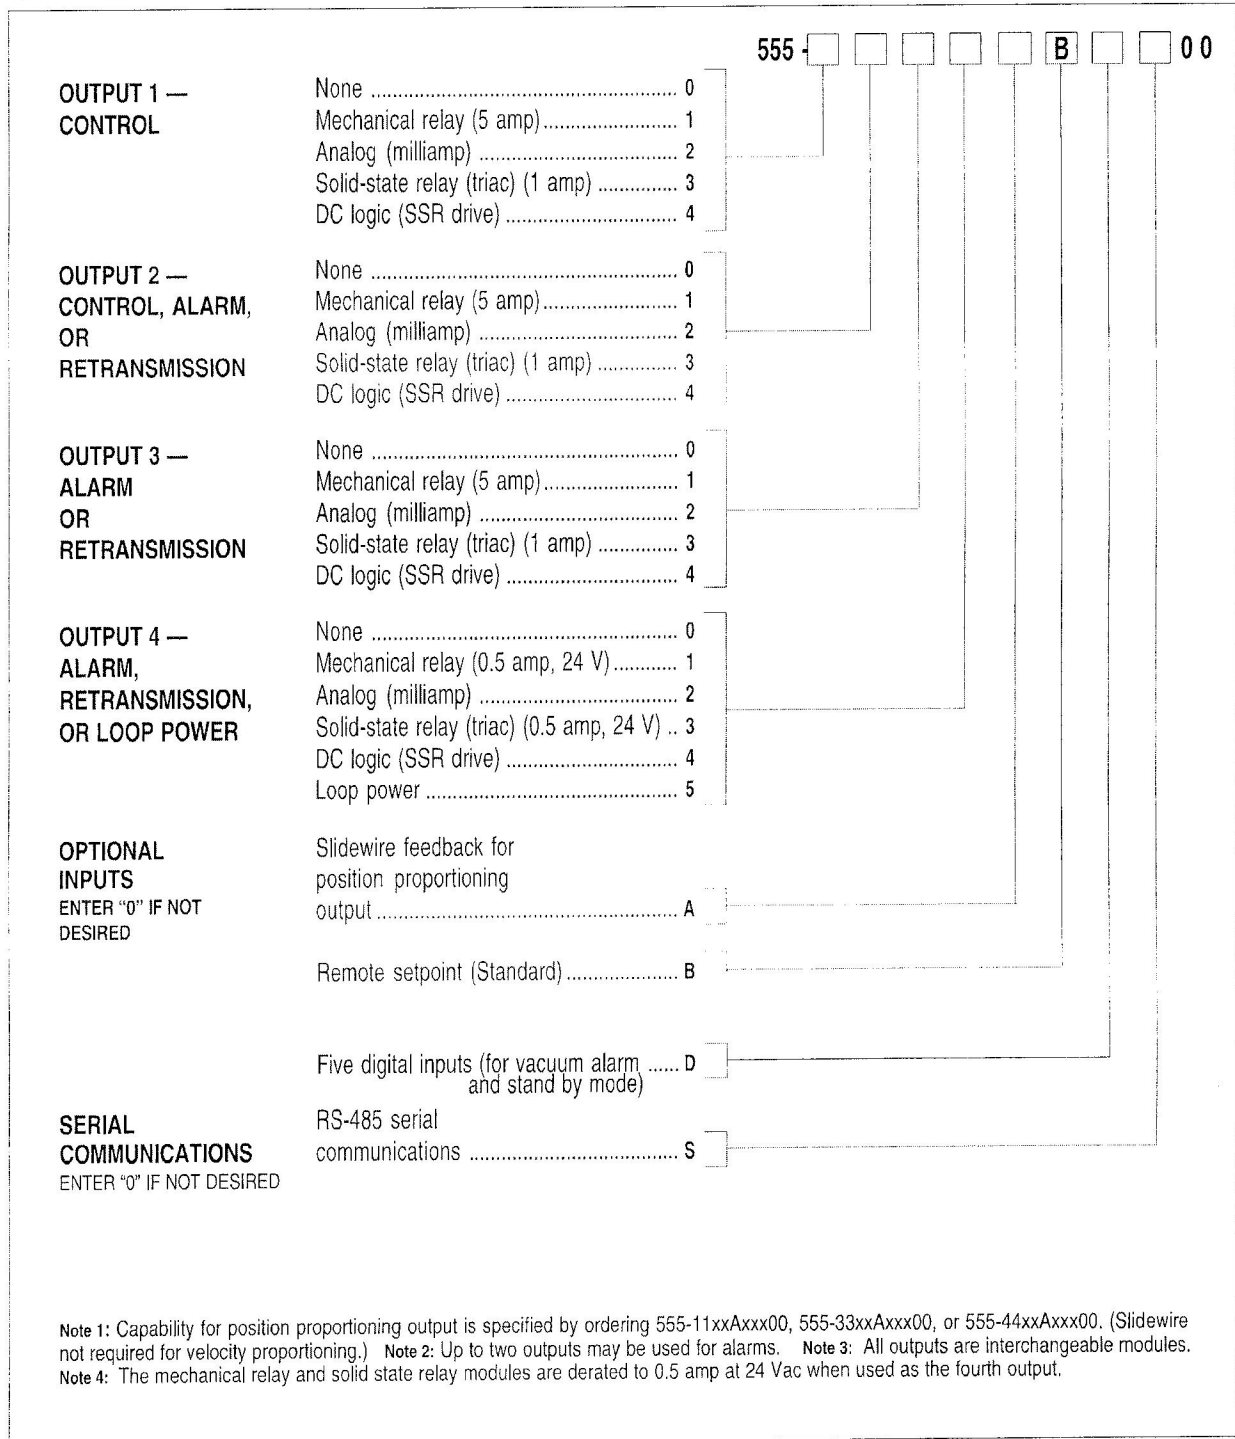 555- B 0 0
OUTPUT 1 —
CONTROL
None ........................................................... 0
Mechanical relay (5 amp)......................... 1
Analog (milliamp) ...................................... 2
Solid-state relay (triac) (1 amp) ............... 3
DC logic (SSR drive) ................................. 4
OUTPUT 2 —
CONTROL, ALARM,
OR
RETRANSMISSION
None ........................................................... 0
Mechanical relay (5 amp)......................... 1
Analog (milliamp) ...................................... 2
Solid-state relay (triac) (1 amp) ............... 3
DC logic (SSR drive) ................................. 4
OUTPUT 3 —
ALARM
OR
RETRANSMISSION
None ........................................................... 0
Mechanical relay (5 amp)......................... 1
Analog (milliamp) ...................................... 2
Solid-state relay (triac) (1 amp) ............... 3
DC logic (SSR drive) ................................. 4
OUTPUT 4 —
ALARM,
RETRANSMISSION,
OR LOOP POWER
None ........................................................... 0
Mechanical relay (0.5 amp, 24 V)............ 1
Analog (milliamp) ...................................... 2
Solid-state relay (triac) (0.5 amp, 24 V) .. 3
DC logic (SSR drive) ................................. 4
Loop power ................................................ 5
OPTIONAL
INPUTS
ENTER “0” IF NOT
DESIRED
Slidewire feedback for
position proportioning
output.......................................................... A
Remote setpoint (Standard)..................... B
Five digital inputs (for vacuum alarm ...... D
and stand by mode)
SERIAL
COMMUNICATIONS
ENTER “0” IF NOT DESIRED
RS-485 serial
communications ........................................ S
Note 1: Capability for position proportioning output is specified by ordering 555-11xxAxxx00, 555-33xxAxxx00, or 555-44xxAxxx00. (Slidewire
not required for velocity proportioning.) Note 2: Up to two outputs may be used for alarms. Note 3: All outputs are interchangeable modules.
Note 4: The mechanical relay and solid state relay modules are derated to 0.5 amp at 24 Vac when used as the fourth output.